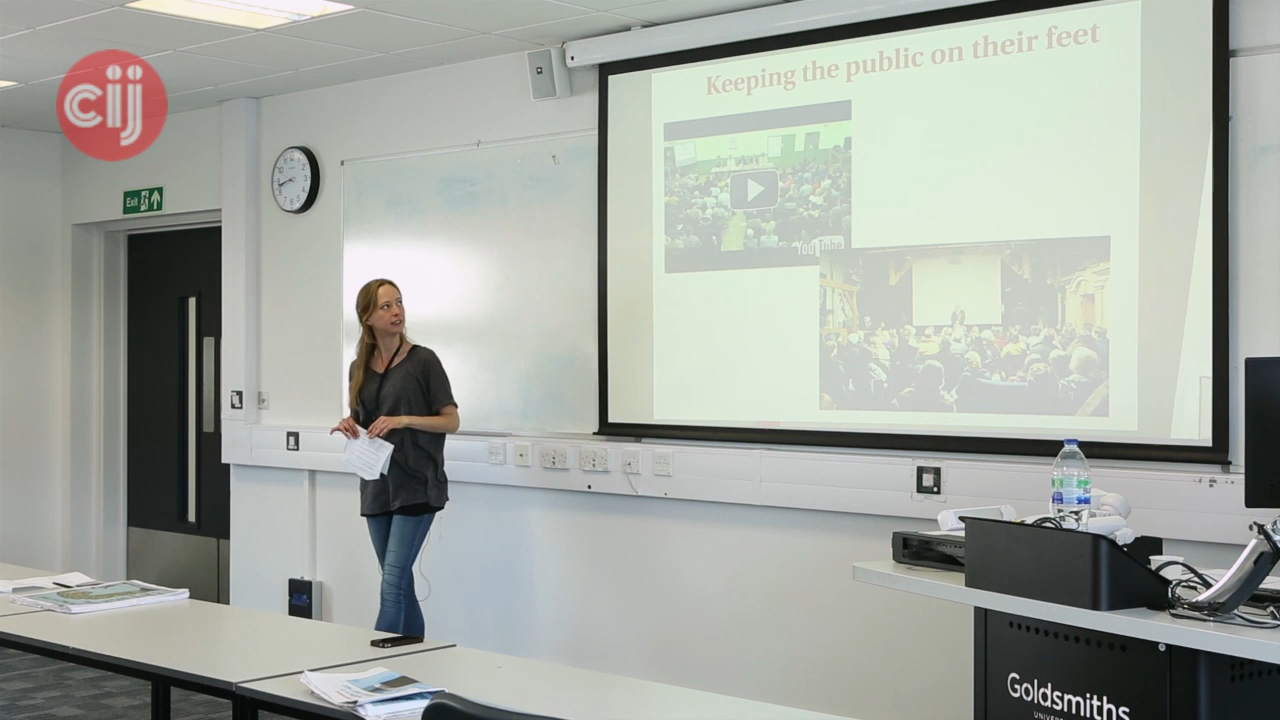 cij
Keeping the public on their feet
Exit
YouTube
Goldsmiths